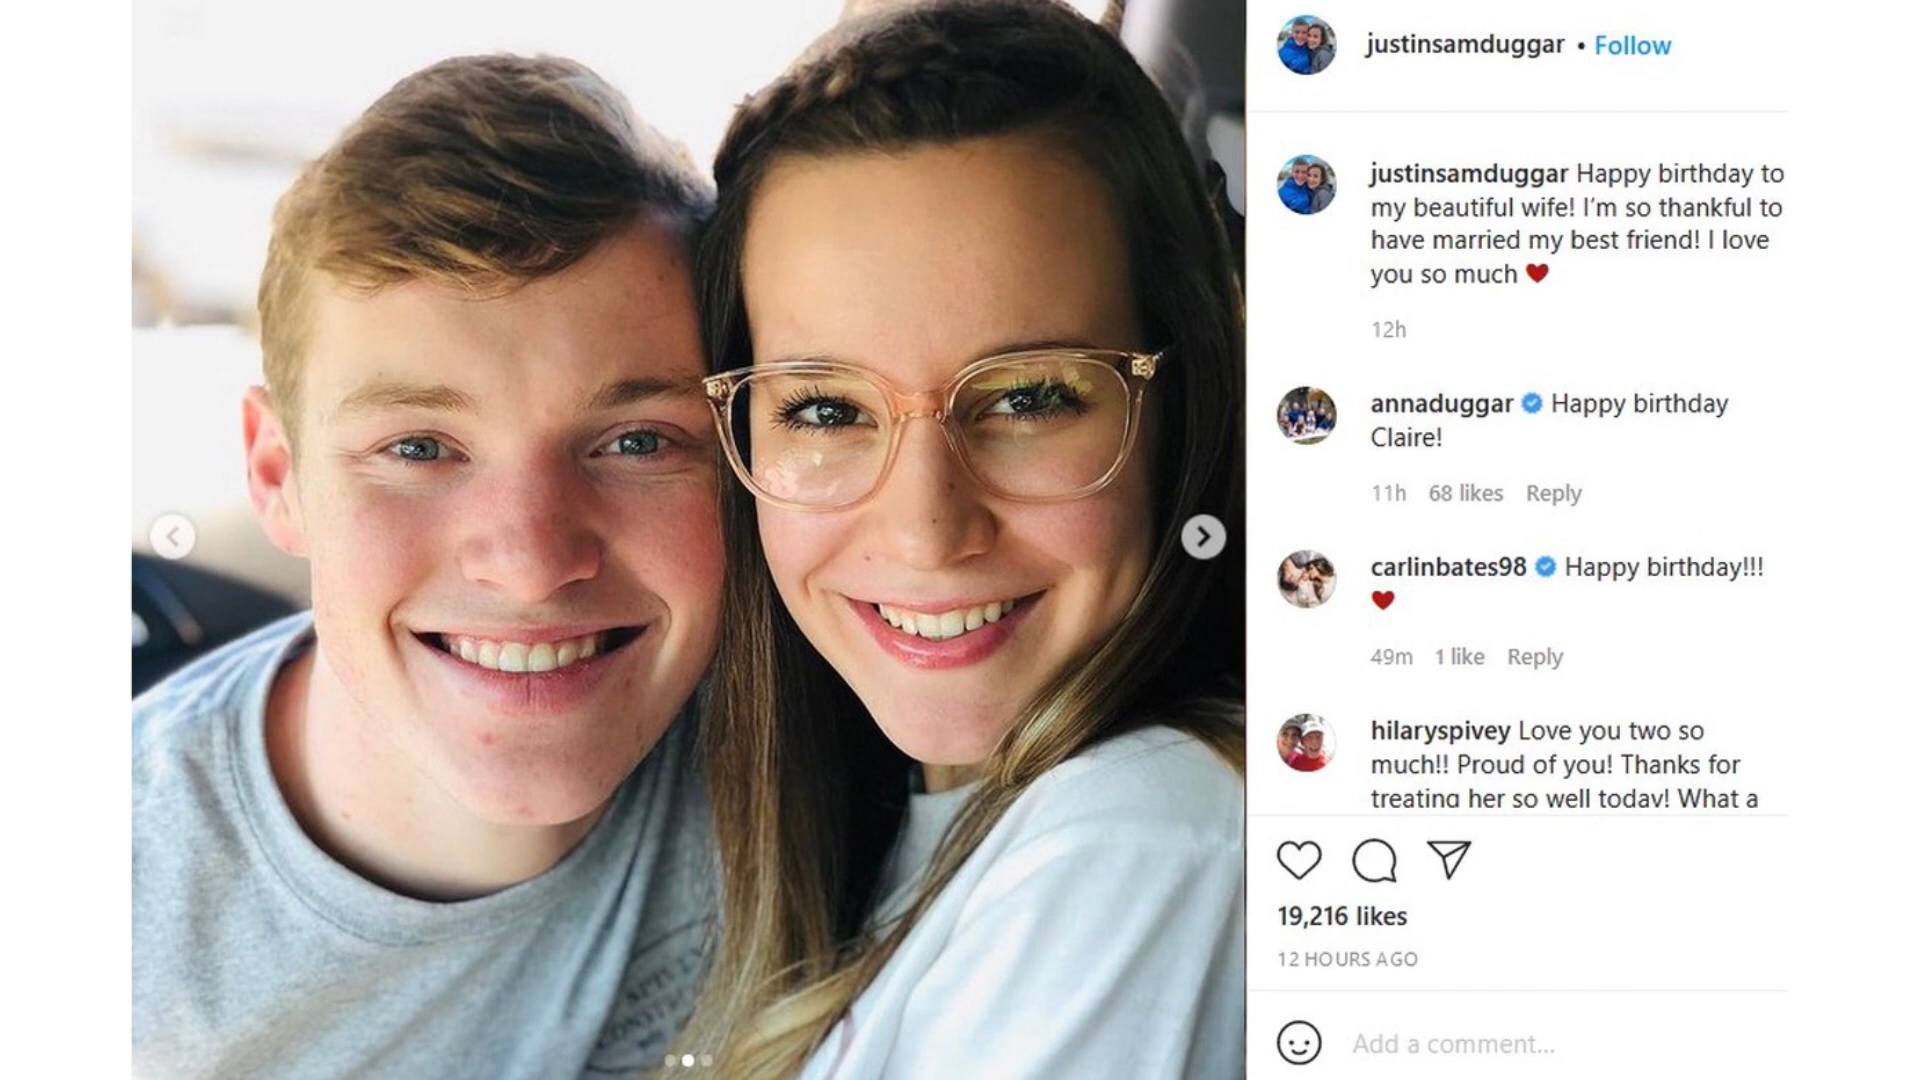 justinsamduggar • Follow
justinsamduggar Happy birthday to
my beautiful wife! I'm so thankful to
have married my best friend! I love
you so much ❤
12h
annaduggar Happy birthday
Claire!
11h 68 likes Reply
carlinbates98 Happy birthday!!!
❤
49m 1 like Reply
hilaryspivey Love you two so
much!! Proud of you! Thanks for
treating her so well today! What a
19,216 likes
12 HOURS AGO
Add a comment...